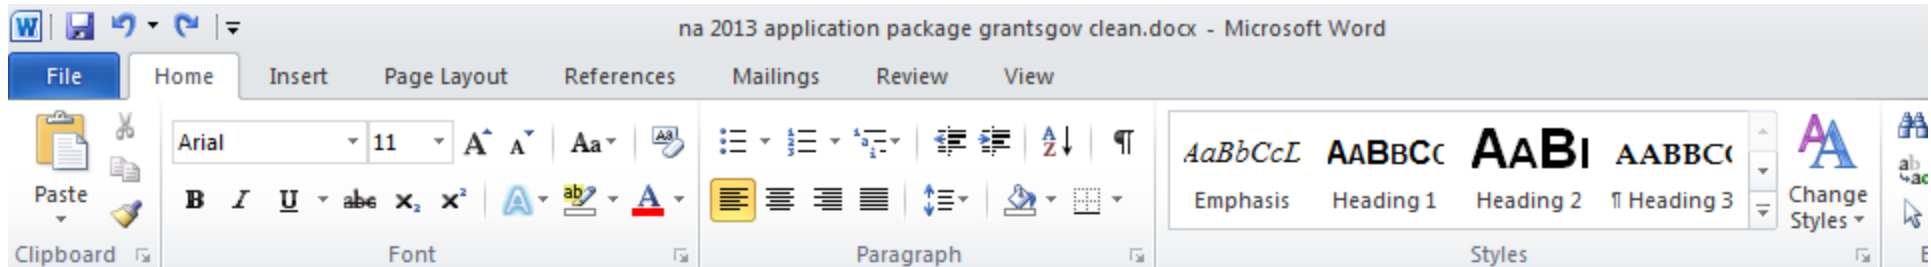 na 2013 application package grantsgov clean.docx - Microsoft Word
File Home Insert Page Layout References Mailings Review View
Arial 11 Aa
AaBbCcL AABBCC AABI AABBCC
Paste
B I U abc x₂ x² A ab A
Emphasis Heading 1 Heading 2 ¶ Heading 3
Change Styles
Clipboard Font Paragraph Styles